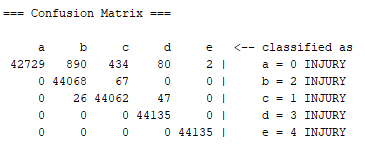 === Confusion Matrix ===
a b c d e <-- classified as
42729 890 434 80 2 | a = 0 INJURY
0 44068 67 0 0 | b = 2 INJURY
0 26 44062 47 0 | c = 1 INJURY
0 0 0 44135 0 | d = 3 INJURY
0 0 0 0 44135 | e = 4 INJURY